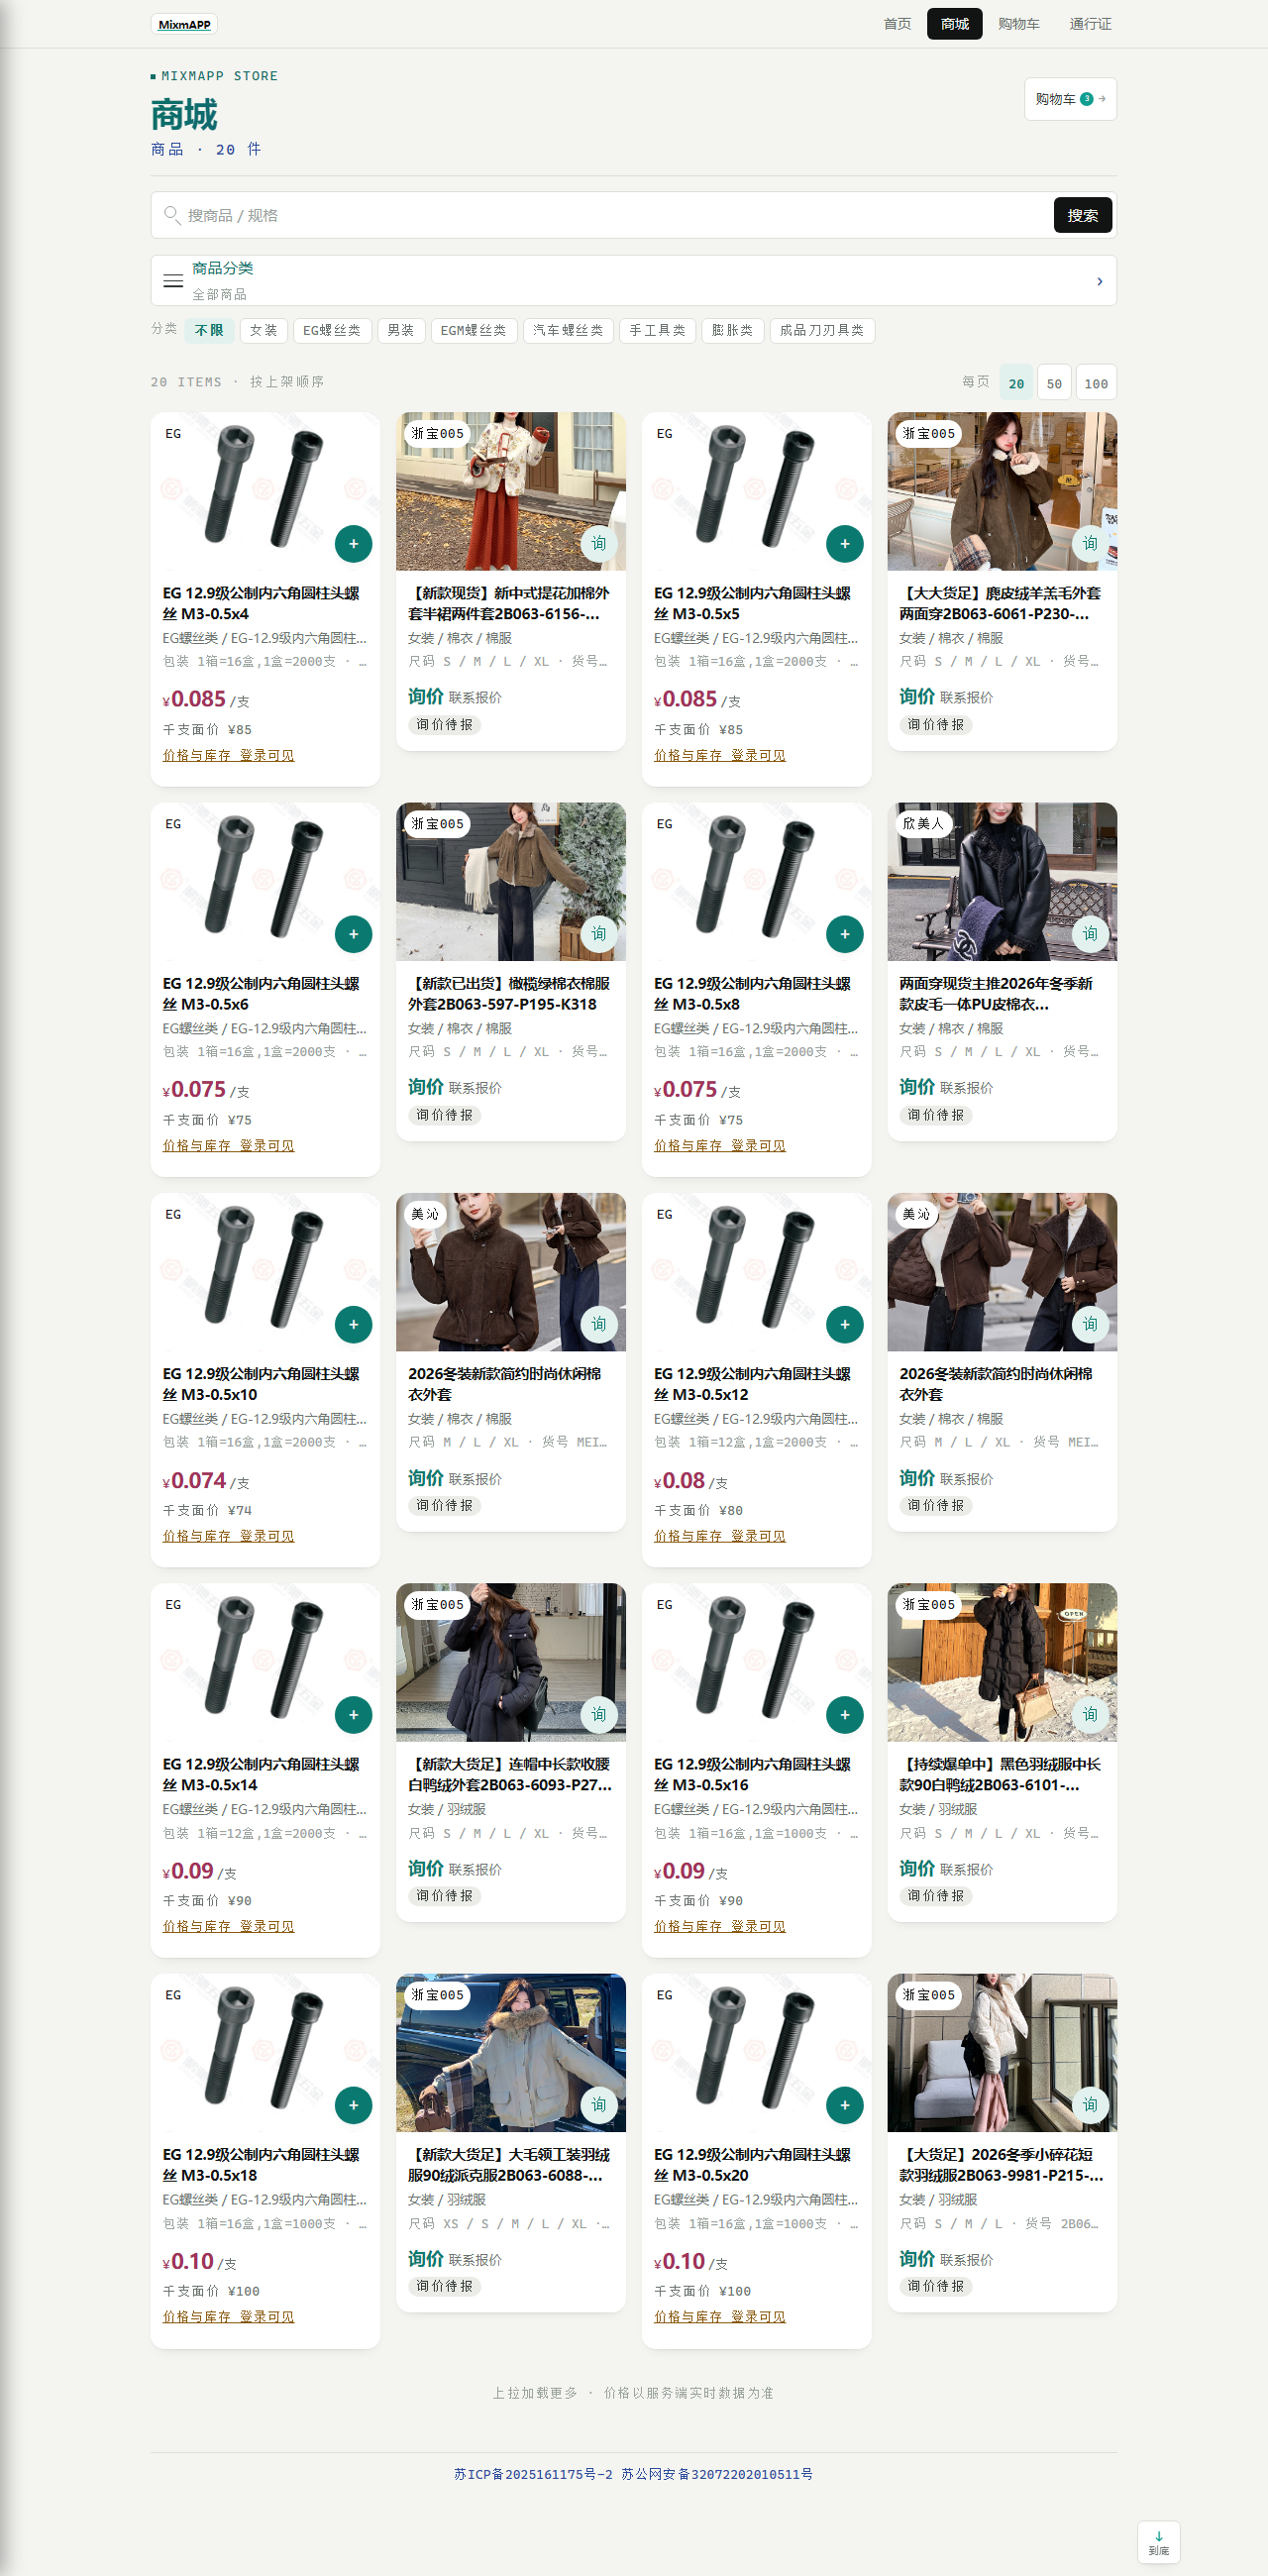 MixmAPP
首页
商城
购物车
通行证
MIXMAPP STORE
商城
商品 · 20 件
购物车 3 →
搜商品 / 规格
搜索
商品分类
全部商品
分类 不限 女装 EG螺丝类 男装 EGM螺丝类 汽车螺丝类 手工具类 膨胀类 成品刀刃具类
20 ITEMS · 按上架顺序
每页 20 50 100
EG
+
EG 12.9级公制内六角圆柱头螺
丝 M3-0.5x4
EG螺丝类 / EG-12.9级内六角圆柱…
包装 1箱=16盒,1盒=2000支 · …
¥0.085 /支
千支面价 ¥85
价格与库存 登录可见
浙宝005
询
【新款现货】新中式提花加棉外
套半裙两件套2B063-6156-…
女装 / 棉衣 / 棉服
尺码 S / M / L / XL · 货号…
询价 联系报价
询价待报
EG
+
EG 12.9级公制内六角圆柱头螺
丝 M3-0.5x5
EG螺丝类 / EG-12.9级内六角圆柱…
包装 1箱=16盒,1盒=2000支 · …
¥0.085 /支
千支面价 ¥85
价格与库存 登录可见
浙宝005
询
【大大货足】麂皮绒羊羔毛外套
两面穿2B063-6061-P230-…
女装 / 棉衣 / 棉服
尺码 S / M / L / XL · 货号…
询价 联系报价
询价待报
EG
+
EG 12.9级公制内六角圆柱头螺
丝 M3-0.5x6
EG螺丝类 / EG-12.9级内六角圆柱…
包装 1箱=16盒,1盒=2000支 · …
¥0.075 /支
千支面价 ¥75
价格与库存 登录可见
浙宝005
询
【新款已出货】橄榄绿棉衣棉服
外套2B063-597-P195-K318
女装 / 棉衣 / 棉服
尺码 S / M / L / XL · 货号…
询价 联系报价
询价待报
EG
+
EG 12.9级公制内六角圆柱头螺
丝 M3-0.5x8
EG螺丝类 / EG-12.9级内六角圆柱…
包装 1箱=16盒,1盒=2000支 · …
¥0.075 /支
千支面价 ¥75
价格与库存 登录可见
欣美人
询
两面穿现货主推2026年冬季新
款皮毛一体PU皮棉衣…
女装 / 棉衣 / 棉服
尺码 S / M / L / XL · 货号…
询价 联系报价
询价待报
EG
+
EG 12.9级公制内六角圆柱头螺
丝 M3-0.5x10
EG螺丝类 / EG-12.9级内六角圆柱…
包装 1箱=16盒,1盒=2000支 · …
¥0.074 /支
千支面价 ¥74
价格与库存 登录可见
美沁
询
2026冬装新款简约时尚休闲棉
衣外套
女装 / 棉衣 / 棉服
尺码 M / L / XL · 货号 MEI…
询价 联系报价
询价待报
EG
+
EG 12.9级公制内六角圆柱头螺
丝 M3-0.5x12
EG螺丝类 / EG-12.9级内六角圆柱…
包装 1箱=12盒,1盒=2000支 · …
¥0.08 /支
千支面价 ¥80
价格与库存 登录可见
美沁
询
2026冬装新款简约时尚休闲棉
衣外套
女装 / 棉衣 / 棉服
尺码 M / L / XL · 货号 MEI…
询价 联系报价
询价待报
EG
+
EG 12.9级公制内六角圆柱头螺
丝 M3-0.5x14
EG螺丝类 / EG-12.9级内六角圆柱…
包装 1箱=12盒,1盒=2000支 · …
¥0.09 /支
千支面价 ¥90
价格与库存 登录可见
浙宝005
询
【新款大货足】连帽中长款收腰
白鸭绒外套2B063-6093-P27…
女装 / 羽绒服
尺码 S / M / L / XL · 货号…
询价 联系报价
询价待报
EG
+
EG 12.9级公制内六角圆柱头螺
丝 M3-0.5x16
EG螺丝类 / EG-12.9级内六角圆柱…
包装 1箱=16盒,1盒=1000支 · …
¥0.09 /支
千支面价 ¥90
价格与库存 登录可见
浙宝005
OPEN
询
【持续爆单中】黑色羽绒服中长
款90白鸭绒2B063-6101-…
女装 / 羽绒服
尺码 S / M / L / XL · 货号…
询价 联系报价
询价待报
EG
+
EG 12.9级公制内六角圆柱头螺
丝 M3-0.5x18
EG螺丝类 / EG-12.9级内六角圆柱…
包装 1箱=16盒,1盒=1000支 · …
¥0.10 /支
千支面价 ¥100
价格与库存 登录可见
浙宝005
询
【新款大货足】大毛领工装羽绒
服90绒派克服2B063-6088-…
女装 / 羽绒服
尺码 XS / S / M / L / XL ·…
询价 联系报价
询价待报
EG
+
EG 12.9级公制内六角圆柱头螺
丝 M3-0.5x20
EG螺丝类 / EG-12.9级内六角圆柱…
包装 1箱=16盒,1盒=1000支 · …
¥0.10 /支
千支面价 ¥100
价格与库存 登录可见
浙宝005
询
【大货足】2026冬季小碎花短
款羽绒服2B063-9981-P215-…
女装 / 羽绒服
尺码 S / M / L · 货号 2B06…
询价 联系报价
询价待报
上拉加载更多 · 价格以服务端实时数据为准
苏ICP备2025161175号-2 苏公网安备32072202010511号
↓
到底